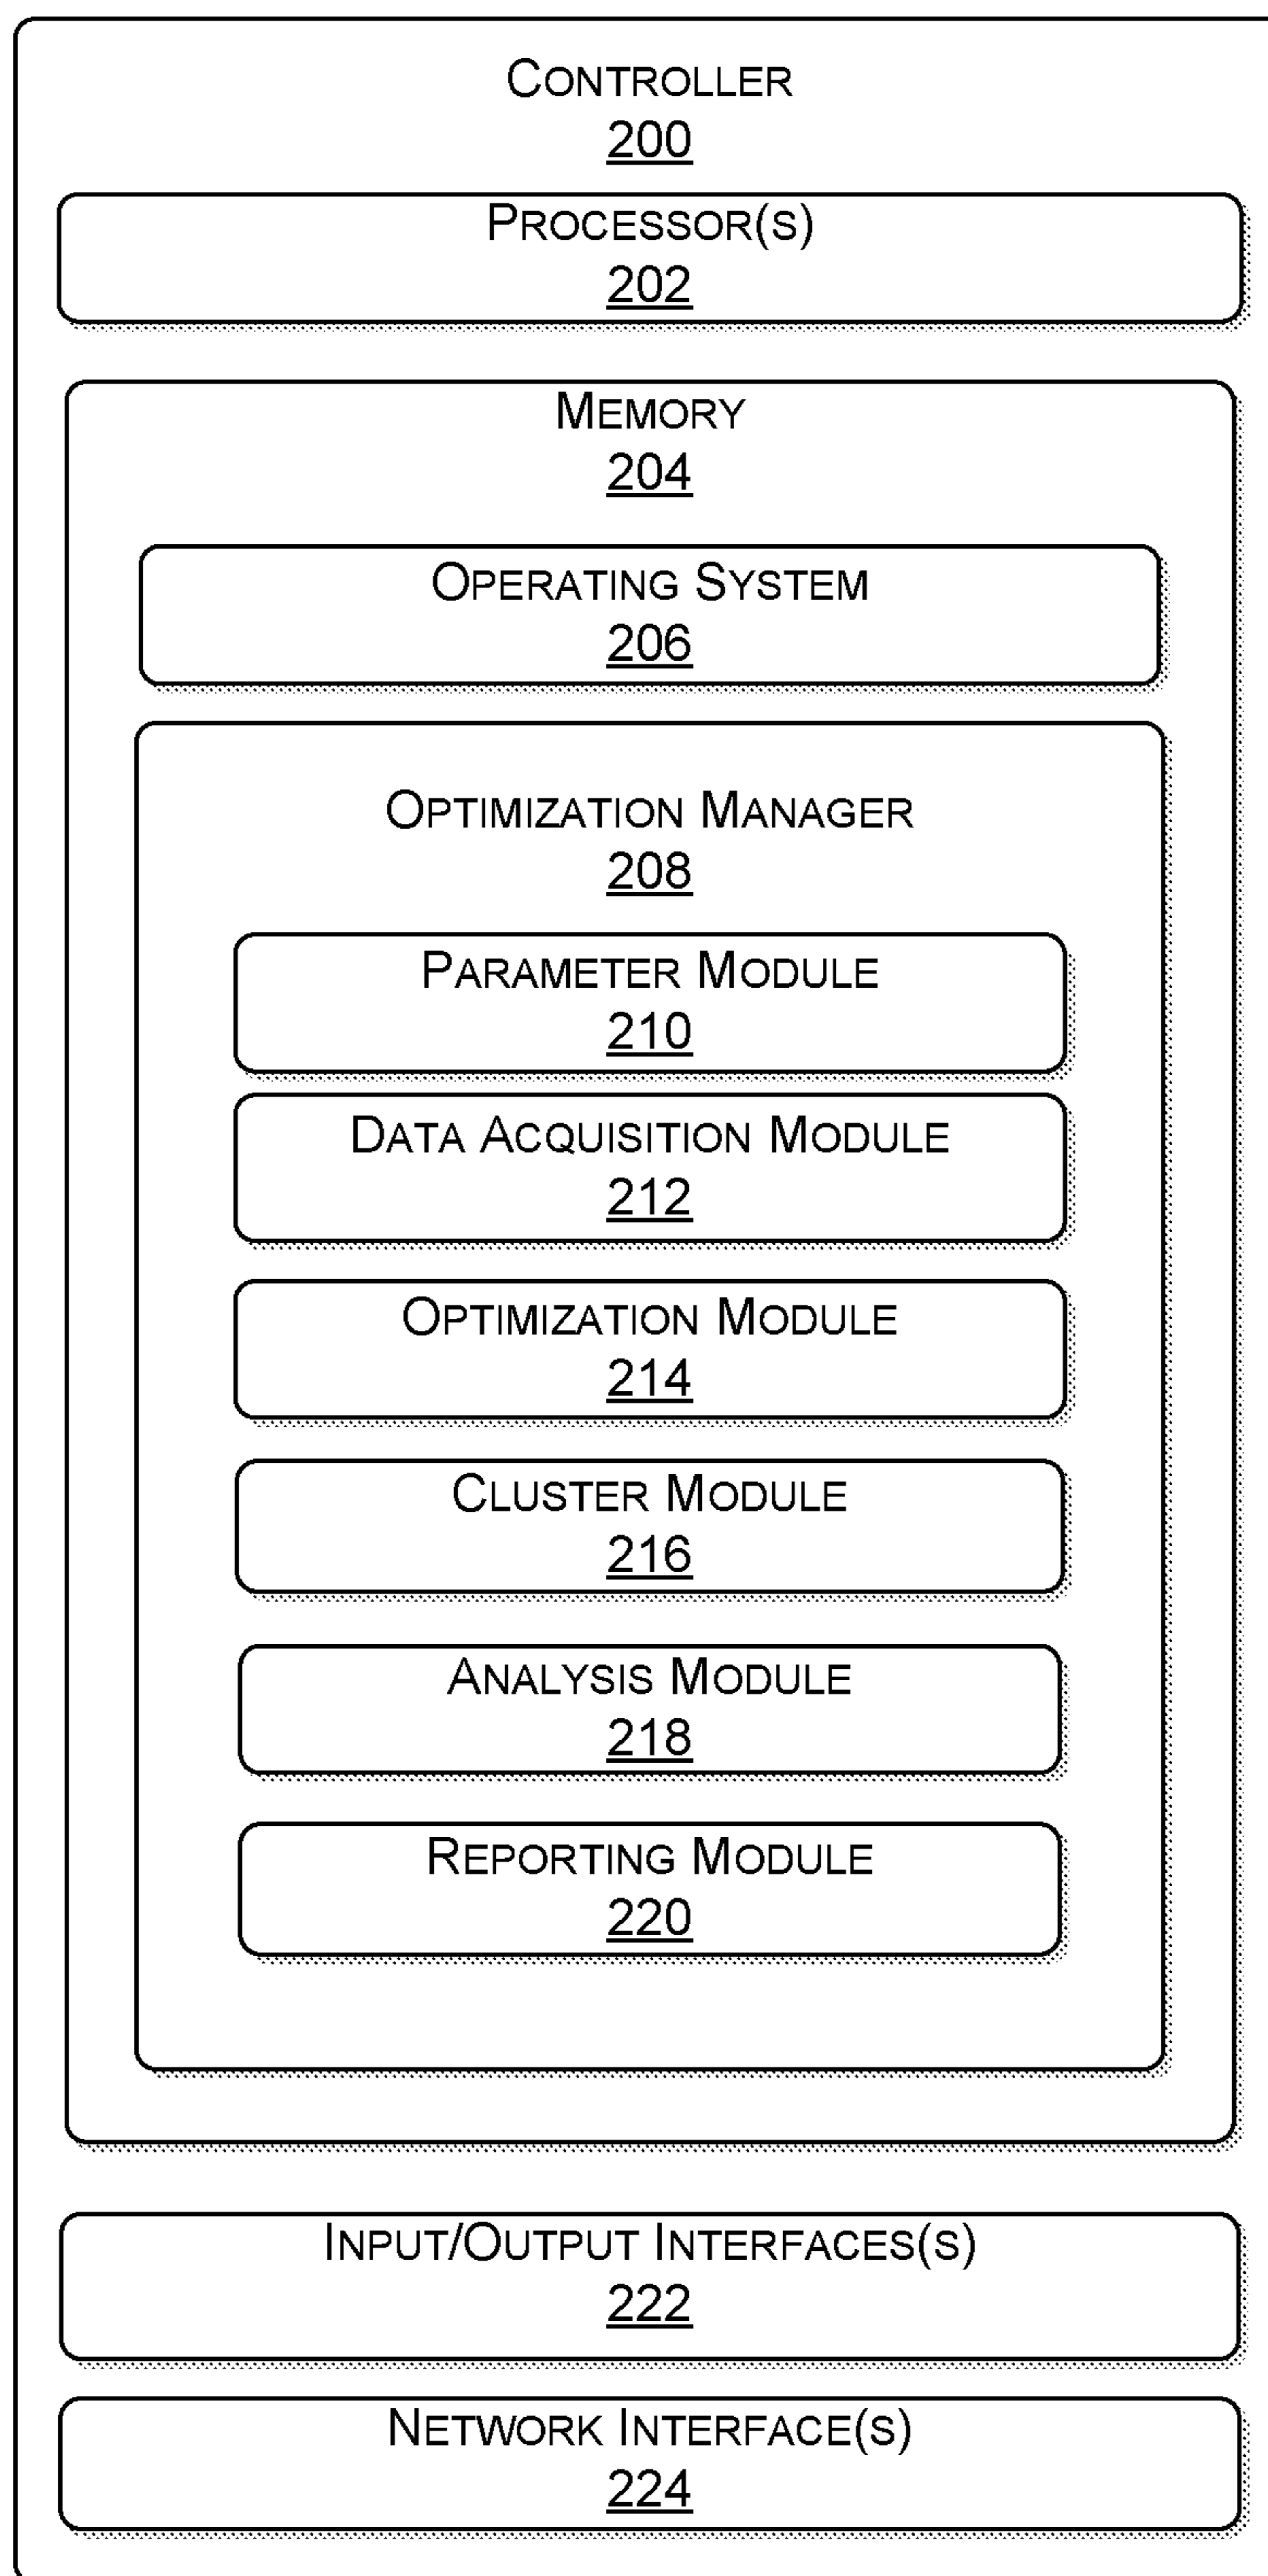 CONTROLLER
200
PROCESSOR(S)
202
MEMORY
204
OPERATING SYSTEM
206
OPTIMIZATION MANAGER
208
PARAMETER MODULE
210
DATA ACQUISITION MODULE
212
OPTIMIZATION MODULE
214
CLUSTER MODULE
216
ANALYSIS MODULE
218
REPORTING MODULE
220
INPUT/OUTPUT INTERFACES(S)
222
NETWORK INTERFACE(S)
224